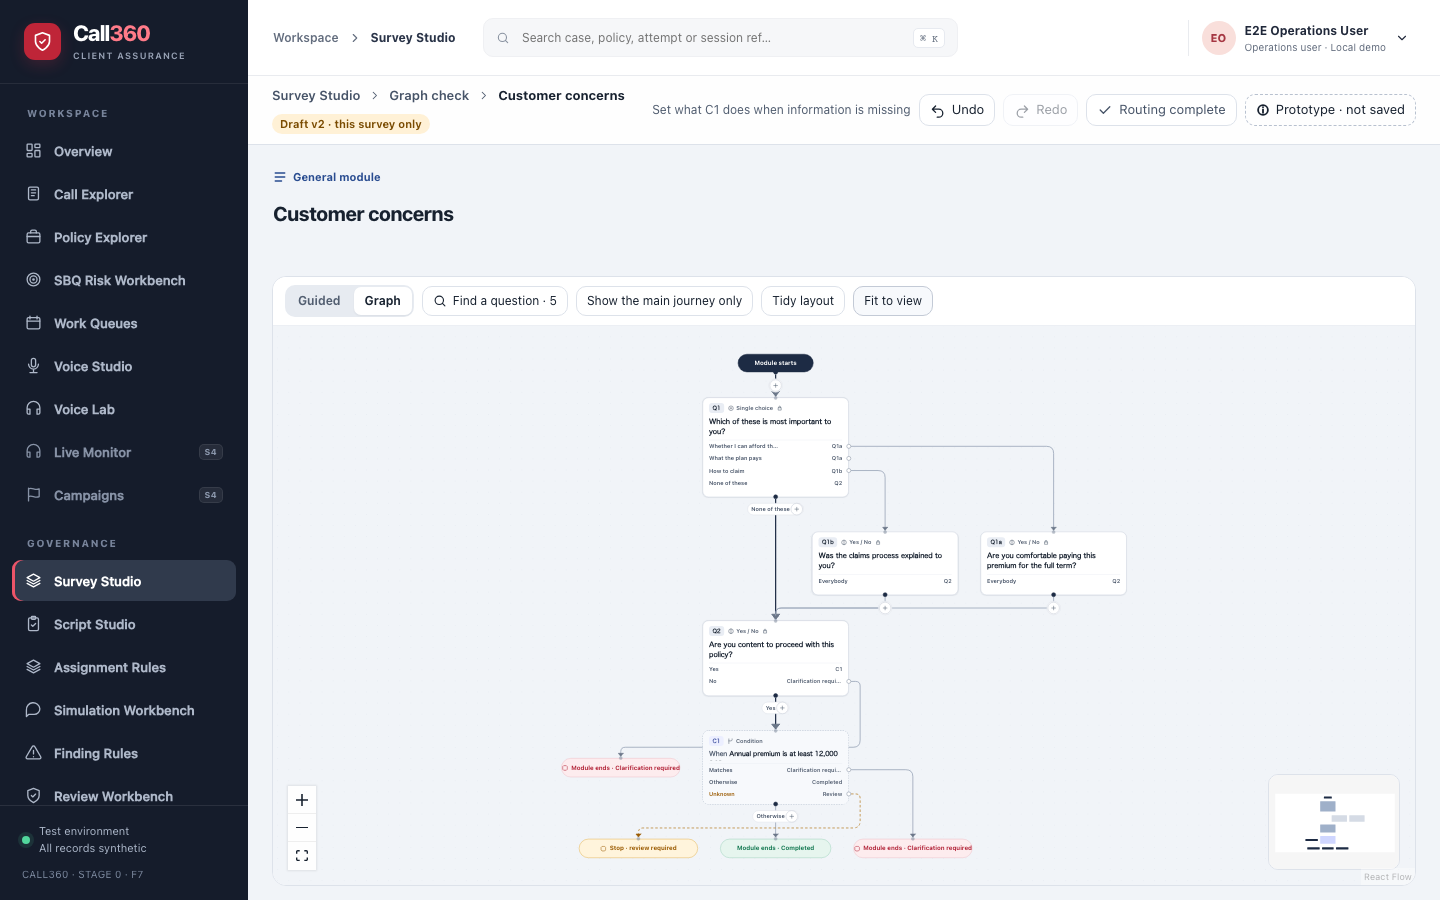 Call360
CLIENT ASSURANCE
WORKSPACE
Overview
Call Explorer
Policy Explorer
SBQ Risk Workbench
Work Queues
Voice Studio
Voice Lab
Live Monitor S4
Campaigns S4
GOVERNANCE
Survey Studio
Script Studio
Assignment Rules
Simulation Workbench
Finding Rules
Review Workbench
Test environment
All records synthetic
CALL360 · STAGE 0 · F7
Workspace > Survey Studio
Search case, policy, attempt or session ref...
⌘ K
EO
E2E Operations User
Operations user · Local demo
Survey Studio > Graph check > Customer concerns
Draft v2 · this survey only
Set what C1 does when information is missing
Undo
Redo
Routing complete
Prototype · not saved
General module
Customer concerns
Guided
Graph
Find a question · 5
Show the main journey only
Tidy layout
Fit to view
Module starts
+
Q1 Single choice
Which of these is most important to
you?
Whether I can afford th... Q1a
What the plan pays Q1a
How to claim Q1b
None of these Q2
None of these +
Q1b Yes / No
Was the claims process explained to
you?
Everybody Q2
+
Q1a Yes / No
Are you comfortable paying this
premium for the full term?
Everybody Q2
+
Q2 Yes / No
Are you content to proceed with this
policy?
Yes C1
No Clarification requi...
Yes +
C1 Condition
When Annual premium is at least 12,000
Matches Clarification requi...
Otherwise Completed
Unknown Review
Module ends · Clarification required
Otherwise +
Stop · review required
Module ends · Completed
Module ends · Clarification required
React Flow